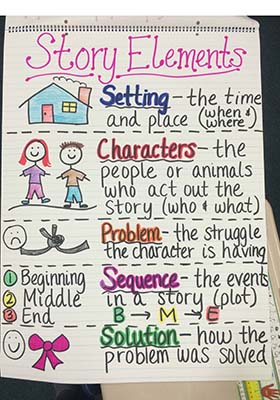 Story Elements
Setting - the time
and place (when & where)
Characters - the
people or animals
who act out the
story (who & what)
Problem - the struggle
the character is having
1 Beginning
2 Middle
3 End
Sequence - the events
in a story (plot)
B → M → E
Solution - how the
problem was solved